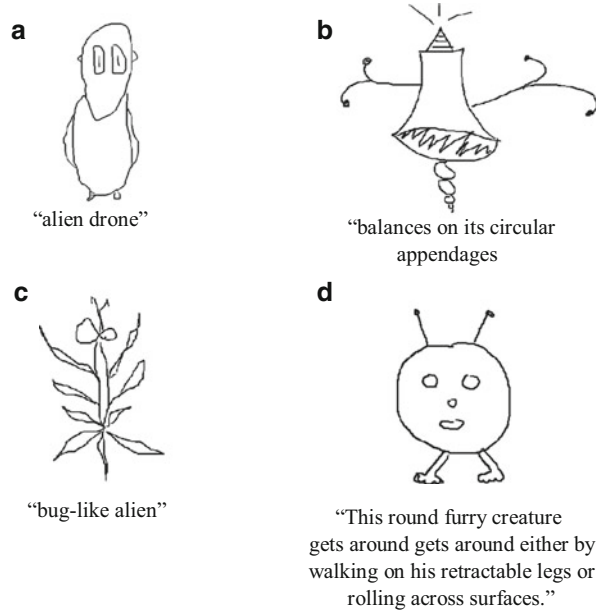 a
“alien drone”
b
“balances on its circular
appendages
c
“bug-like alien”
d
“This round furry creature
gets around gets around either by
walking on his retractable legs or
rolling across surfaces.”